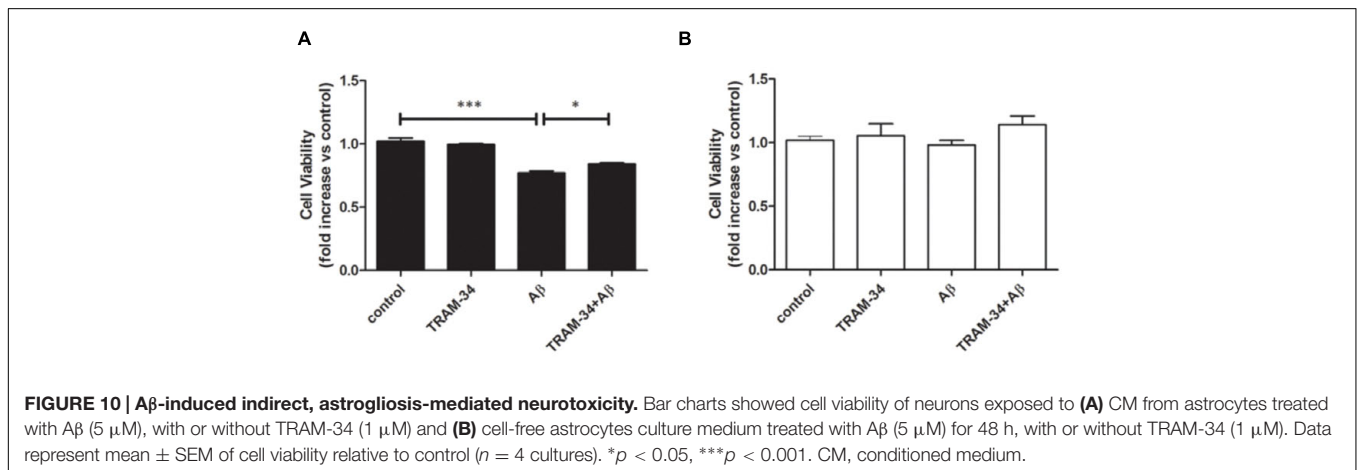 A
B
Cell Viability
(fold increase vs control)
1.5
1.0
0.5
0.0
***
*
control
TRAM-34
Aβ
TRAM-34+Aβ
Cell Viability
(fold increase vs control)
1.5
1.0
0.5
0.0
control
TRAM-34
Aβ
TRAM-34+Aβ
FIGURE 10 | Aβ-induced indirect, astrogliosis-mediated neurotoxicity. Bar charts showed cell viability of neurons exposed to (A) CM from astrocytes treated
with Aβ (5 μM), with or without TRAM-34 (1 μM) and (B) cell-free astrocytes culture medium treated with Aβ (5 μM) for 48 h, with or without TRAM-34 (1 μM). Data
represent mean ± SEM of cell viability relative to control (n = 4 cultures). *p < 0.05, ***p < 0.001. CM, conditioned medium.